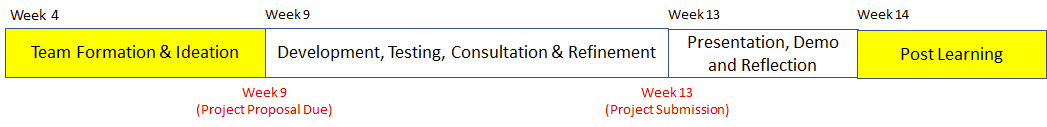 Week 4
Week 9
Week 13
Week 14
Team Formation & Ideation
Development, Testing, Consultation & Refinement
Presentation, Demo
and Reflection
Post Learning
Week 9
(Project Proposal Due)
Week 13
(Project Submission)